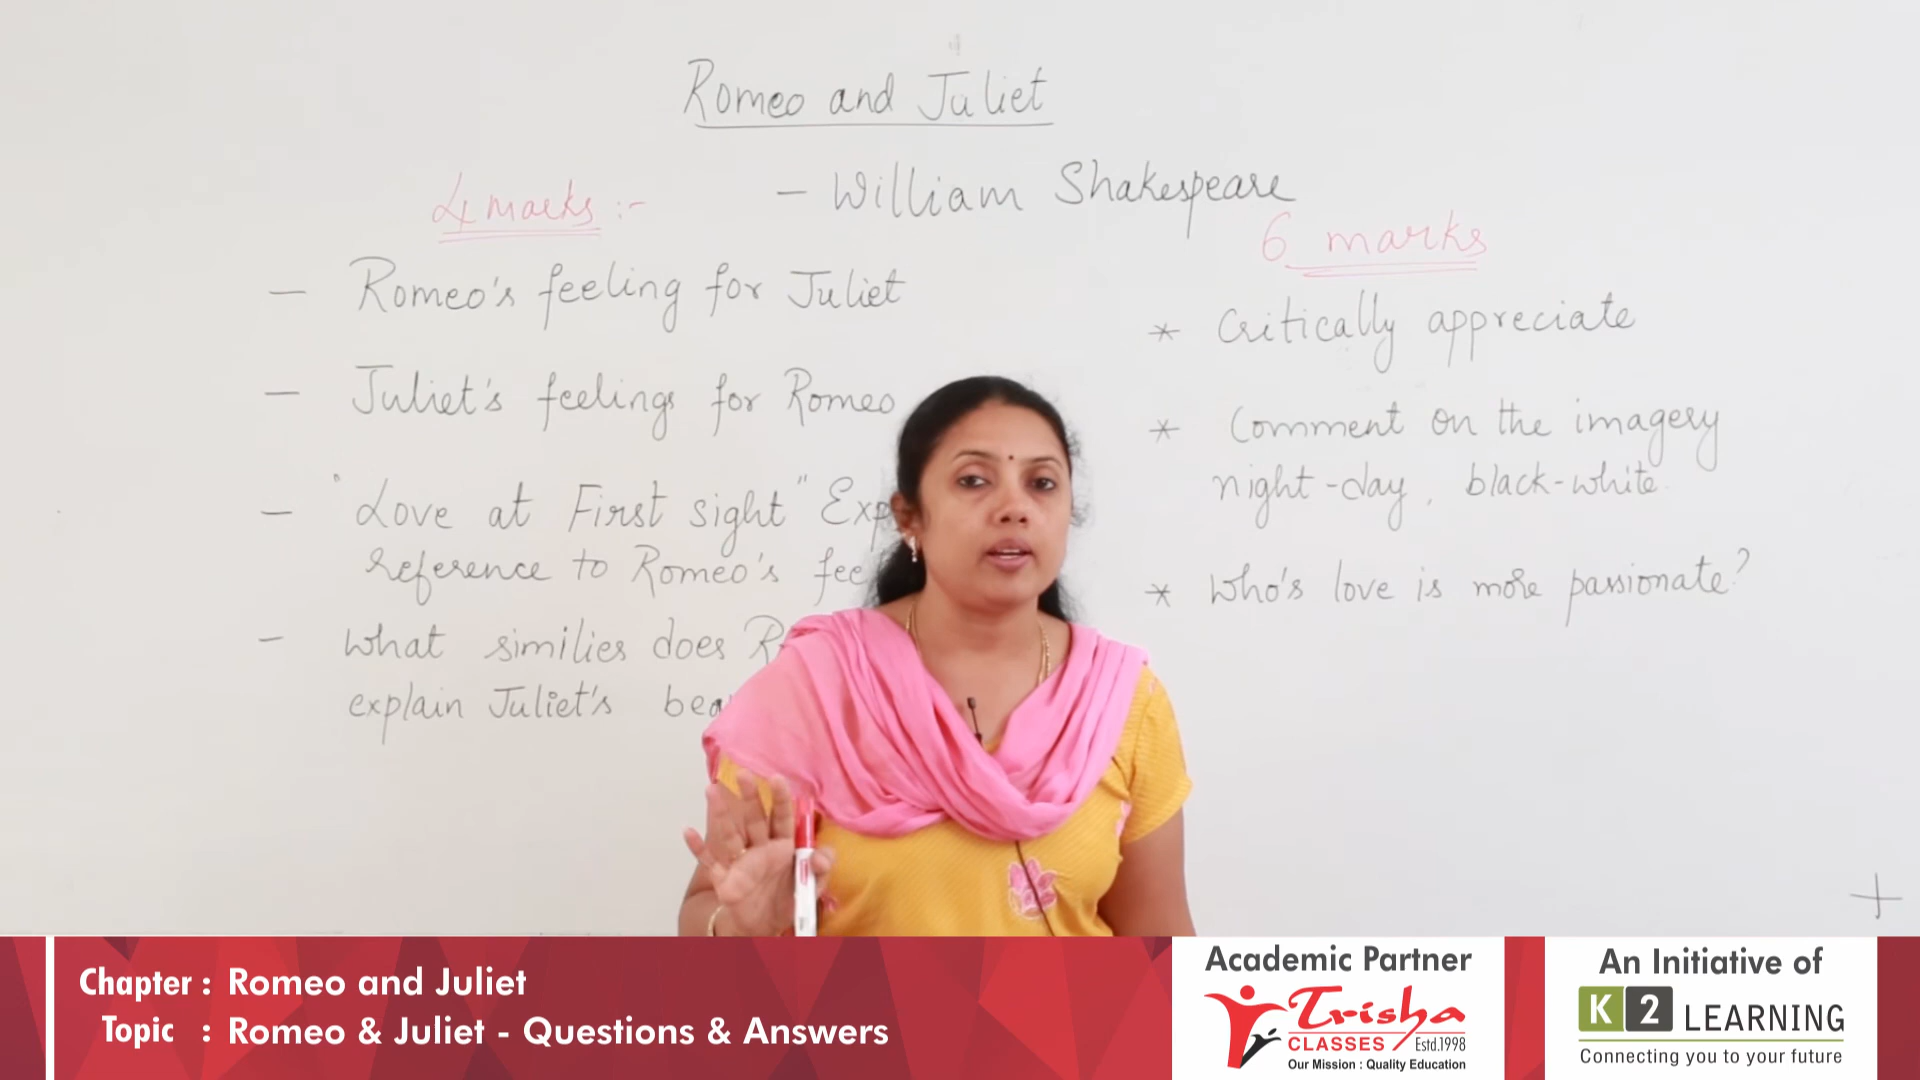 Romeo and Juliet
- William Shakespeare
4 marks :-
- Romeo's feeling for Juliet
- Juliet's feelings for Romeo
- "Love at First sight" Exp
reference to Romeo's fee
- What similies does R
explain Juliet's bea
6 marks
* Critically appreciate
* Comment on the imagery
night-day, black-white
* Who's love is more passionate?
Chapter : Romeo and Juliet
Topic : Romeo & Juliet - Questions & Answers
Academic Partner
Trisha
CLASSES Estd.1998
Our Mission : Quality Education
An Initiative of
K2 LEARNING
Connecting you to your future